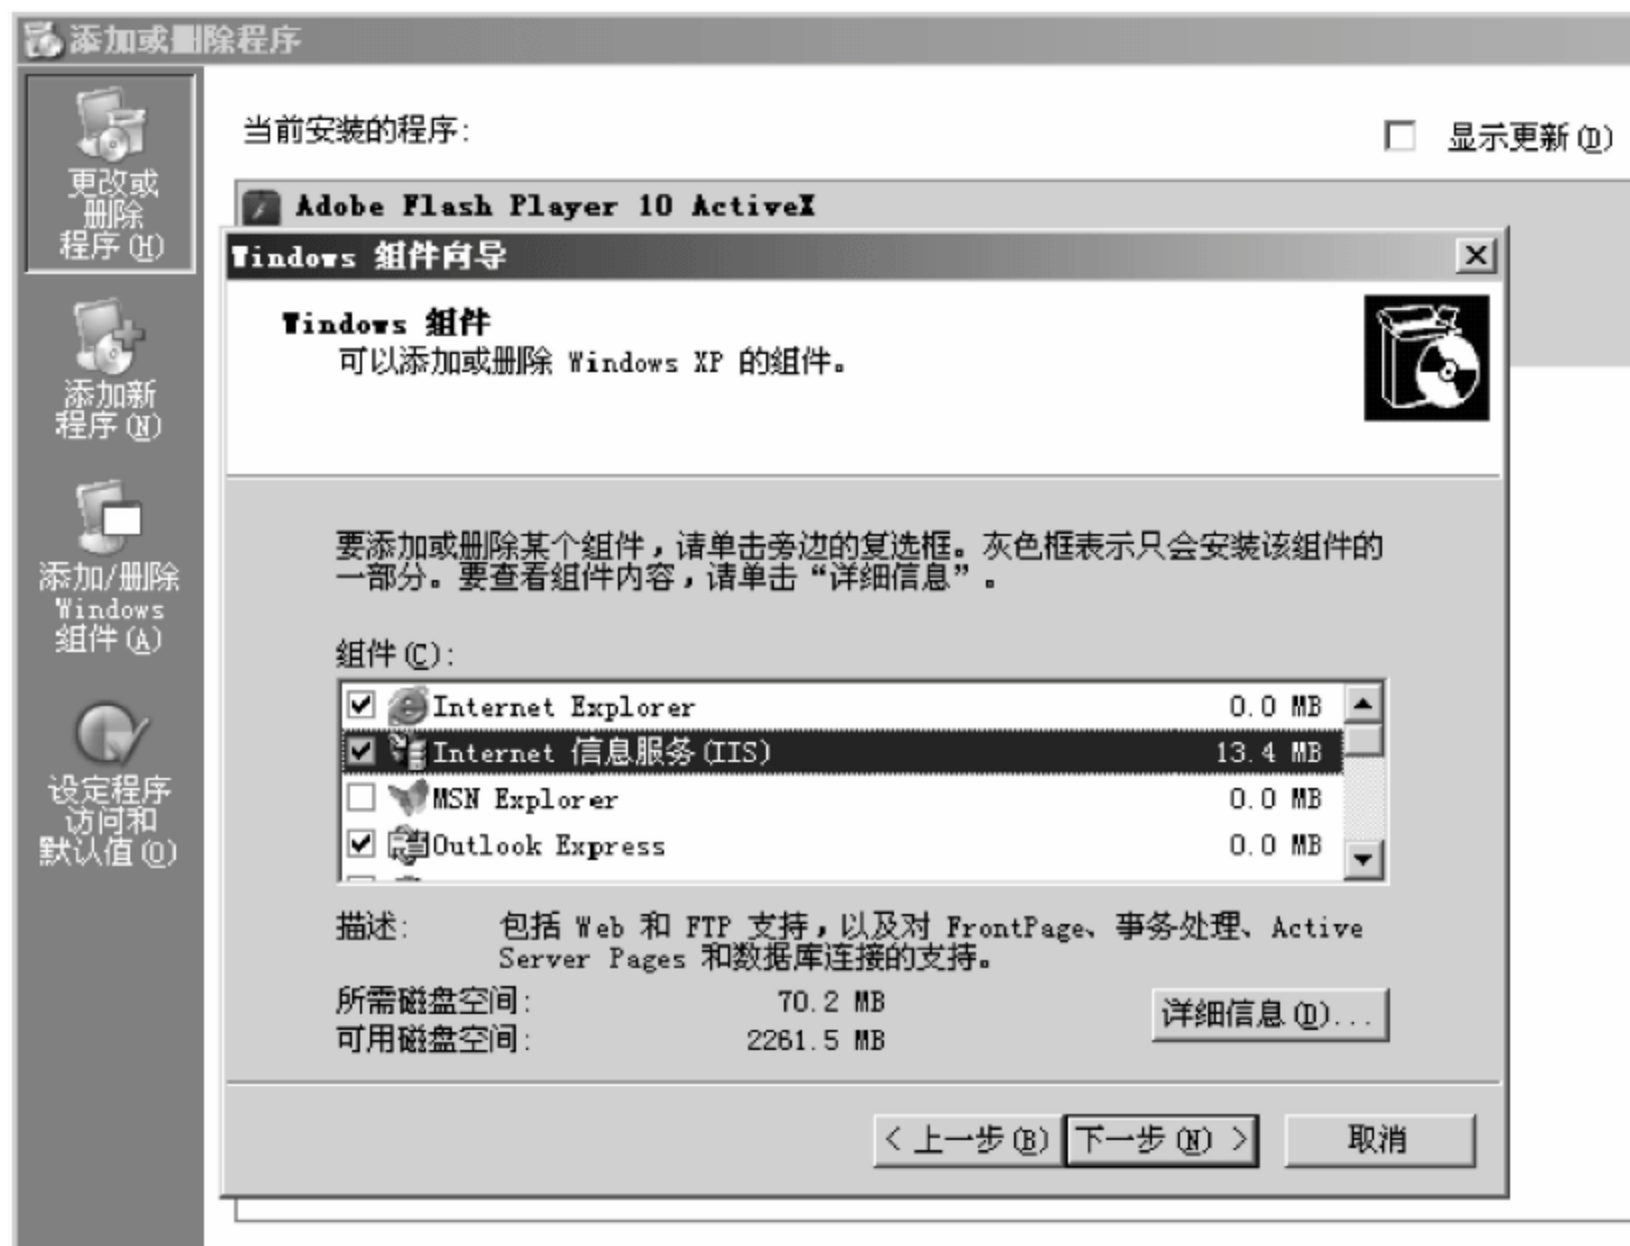 添加或删除程序
更改或
删除
程序(H)
添加新
程序(N)
添加/删除
Windows
组件(A)
设定程序
访问和
默认值(O)
当前安装的程序:
显示更新(D)
Adobe Flash Player 10 ActiveX
Windows 组件向导
Windows 组件
可以添加或删除 Windows XP 的组件。
要添加或删除某个组件，请单击旁边的复选框。灰色框表示只会安装该组件的
一部分。要查看组件内容，请单击“详细信息”。
组件(C):
Internet Explorer 0.0 MB
Internet 信息服务(IIS) 13.4 MB
MSN Explorer 0.0 MB
Outlook Express 0.0 MB
描述: 包括 Web 和 FTP 支持，以及对 FrontPage、事务处理、Active
Server Pages 和数据库连接的支持。
所需磁盘空间: 70.2 MB
可用磁盘空间: 2261.5 MB
详细信息(D)...
< 上一步(B)
下一步(N) >
取消